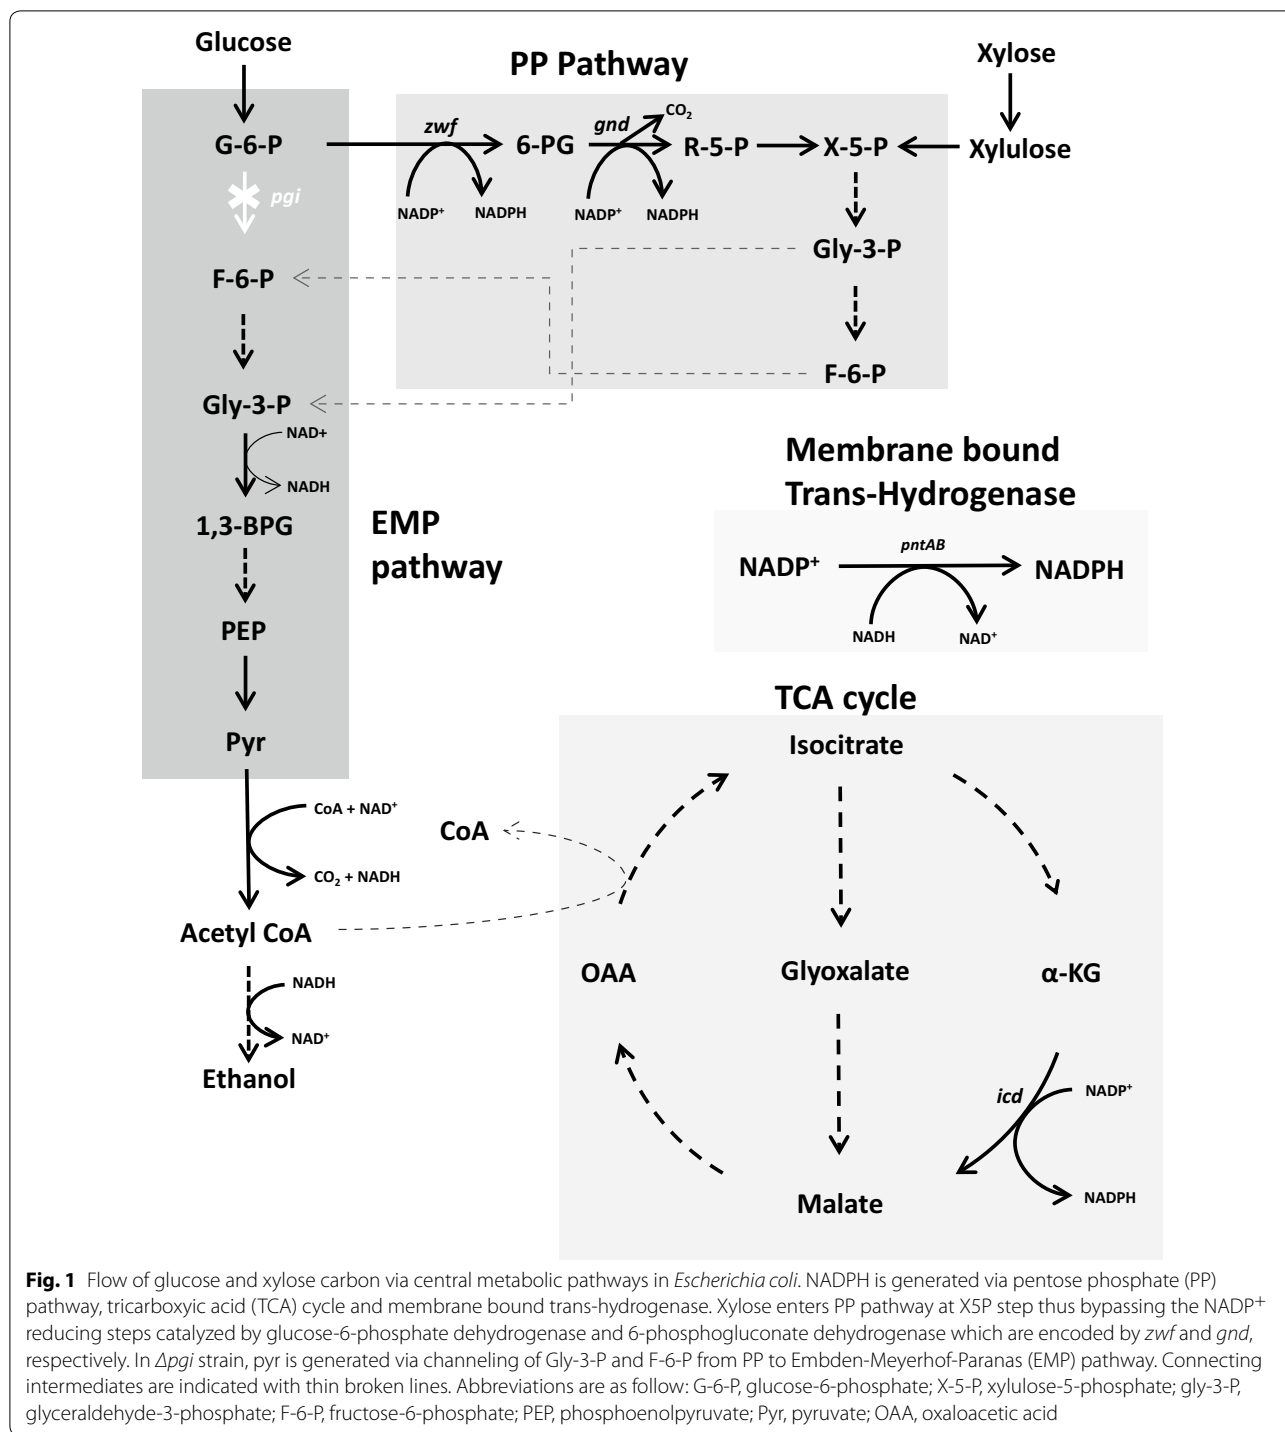 Glucose
PP Pathway
Xylose
G-6-P
zwf
6-PG
gnd
CO₂
R-5-P
X-5-P
Xylulose
pgi
NADP⁺
NADPH
NADP⁺
NADPH
Gly-3-P
F-6-P
F-6-P
Gly-3-P
NAD+
NADH
1,3-BPG
EMP
pathway
Membrane bound
Trans-Hydrogenase
pntAB
NADP⁺
NADPH
NADH
NAD⁺
PEP
Pyr
TCA cycle
Isocitrate
CoA + NAD⁺
CoA
CO₂ + NADH
Acetyl CoA
OAA
Glyoxalate
α-KG
NADH
NAD⁺
Ethanol
icd
NADP⁺
NADPH
Malate
Fig. 1 Flow of glucose and xylose carbon via central metabolic pathways in Escherichia coli. NADPH is generated via pentose phosphate (PP)
pathway, tricarboxyic acid (TCA) cycle and membrane bound trans-hydrogenase. Xylose enters PP pathway at X5P step thus bypassing the NADP⁺
reducing steps catalyzed by glucose-6-phosphate dehydrogenase and 6-phosphogluconate dehydrogenase which are encoded by zwf and gnd,
respectively. In Δpgi strain, pyr is generated via channeling of Gly-3-P and F-6-P from PP to Embden-Meyerhof-Paranas (EMP) pathway. Connecting
intermediates are indicated with thin broken lines. Abbreviations are as follow: G-6-P, glucose-6-phosphate; X-5-P, xylulose-5-phosphate; gly-3-P,
glyceraldehyde-3-phosphate; F-6-P, fructose-6-phosphate; PEP, phosphoenolpyruvate; Pyr, pyruvate; OAA, oxaloacetic acid